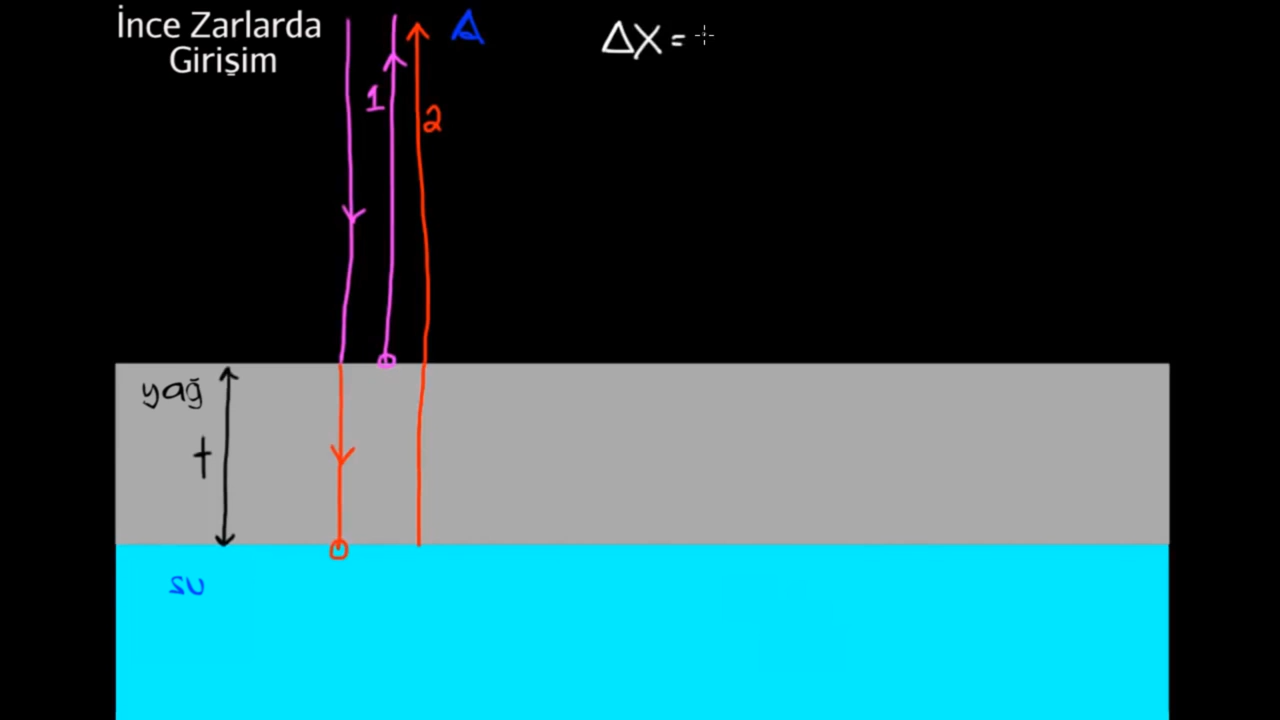 İnce Zarlarda
Girişim
1
2
Δx =
yağ
t
su